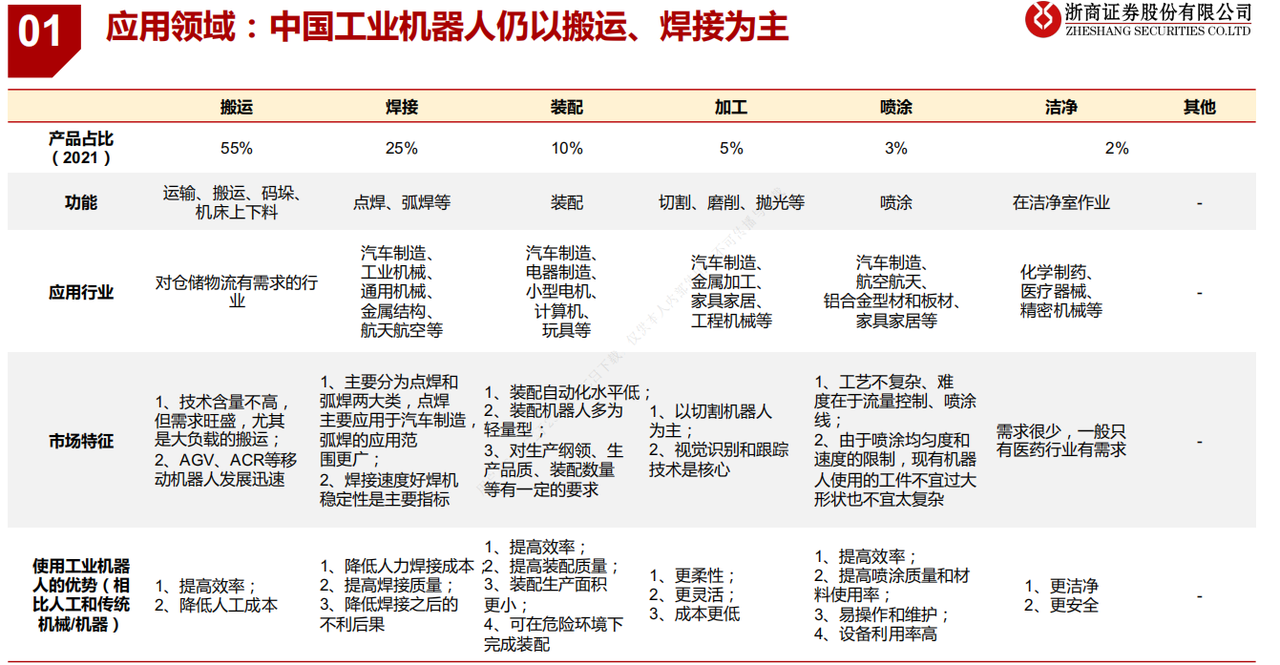 01
应用领域：中国工业机器人仍以搬运、焊接为主
浙商证券股份有限公司
ZHESHANG SECURITIES CO.LTD
搬运 焊接 装配 加工 喷涂 洁净 其他
产品占比
（2021）
55% 25% 10% 5% 3% 2%
功能
运输、搬运、码垛、
机床上下料
点焊、弧焊等
装配
切割、磨削、抛光等
喷涂
在洁净室作业
-
应用行业
对仓储物流有需求的行
业
汽车制造、
工业机械、
通用机械、
金属结构、
航天航空等
汽车制造、
电器制造、
小型电机、
计算机、
玩具等
汽车制造、
金属加工、
家具家居、
工程机械等
汽车制造、
航空航天、
铝合金型材和板材、
家具家居等
化学制药、
医疗器械、
精密机械等
-
市场特征
1、技术含量不高，
但需求旺盛，尤其
是大负载的搬运；
2、AGV、ACR等移
动机器人发展迅速
1、主要分为点焊和
弧焊两大类，点焊
主要应用于汽车制造，
弧焊的应用范
围更广；
2、焊接速度好焊机
稳定性是主要指标
1、装配自动化水平低；
2、装配机器人多为
轻量型；
3、对生产纲领、生
产品质、装配数量
等有一定的要求
1、以切割机器人
为主；
2、视觉识别和跟踪
技术是核心
1、工艺不复杂、难
度在于流量控制、喷涂
线；
2、由于喷涂均匀度和
速度的限制，现有机器
人使用的工件不宜过大
形状也不宜太复杂
需求很少，一般只
有医药行业有需求
-
使用工业机器
人的优势（相
比人工和传统
机械/机器）
1、提高效率；
2、降低人工成本
1、降低人力焊接成本；
2、提高焊接质量；
3、降低焊接之后的
不利后果
1、提高效率；
2、提高装配质量；
3、装配生产面积
更小；
4、可在危险环境下
完成装配
1、更柔性；
2、更灵活；
3、成本更低
1、提高效率；
2、提高喷涂质量和材
料使用率；
3、易操作和维护；
4、设备利用率高
1、更洁净
2、更安全
-